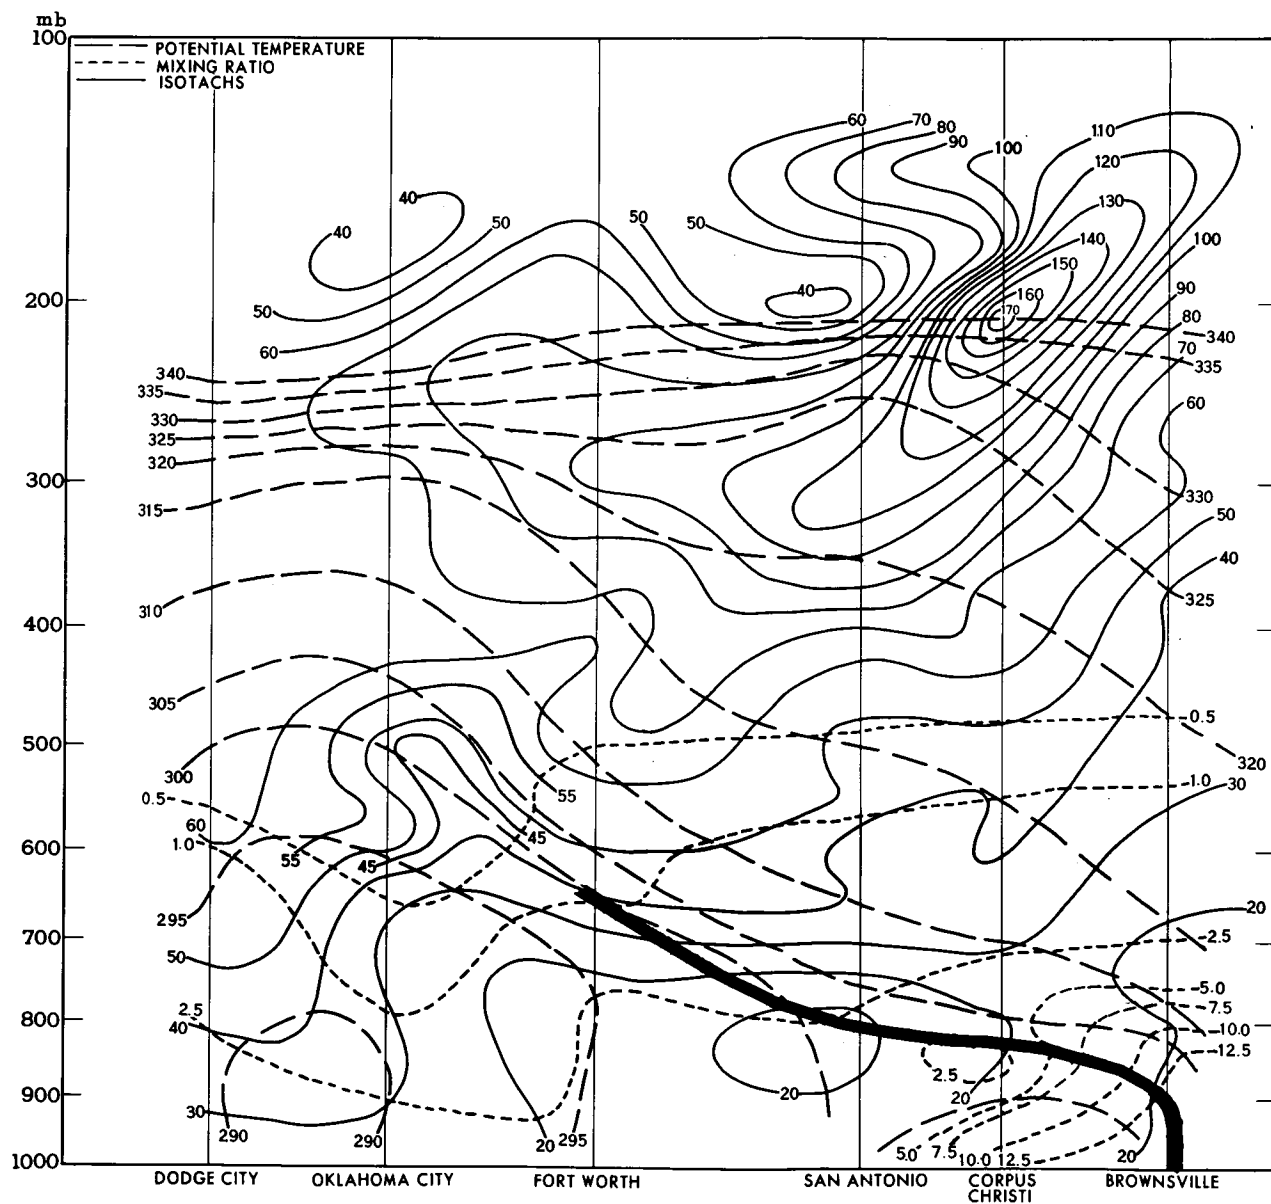 mb
100
POTENTIAL TEMPERATURE
MIXING RATIO
ISOTACHS
60 70 80 90 100 110
120
40 130
40 50 50 50 140 100
150
200 50 40 160 90
170 80
60 70 340
340 335
335 60
330
325
320
300 330
315 50
40
310 325
400
305 0.5
500 320
300 1.0 30
0.5 55
60 45
1.0
600 55 45
295 20
700 2.5
50
5.0
2.5 7.5
800 40 10.0
12.5
2.5
900 20 20
30
290 290 20 295 5.0 7.5 10.0 12.5 20
1000
DODGE CITY OKLAHOMA CITY FORT WORTH SAN ANTONIO CORPUS CHRISTI BROWNSVILLE